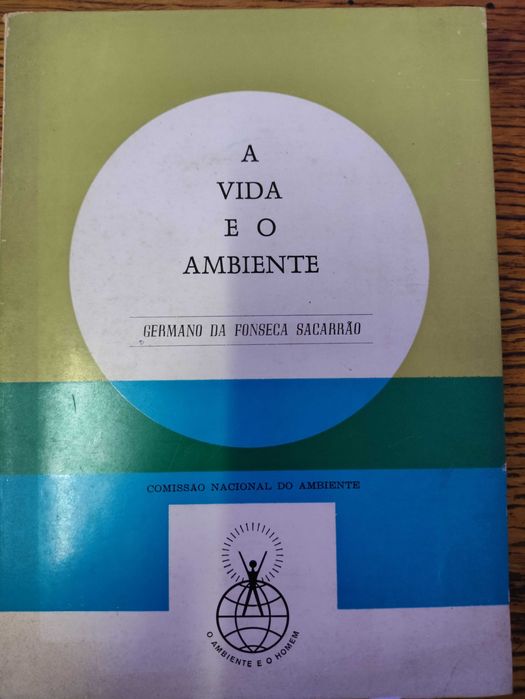 A
VIDA
E O
AMBIENTE
GERMANO DA FONSECA SACARRÃO
COMISSÃO NACIONAL DO AMBIENTE
O AMBIENTE E O HOMEM